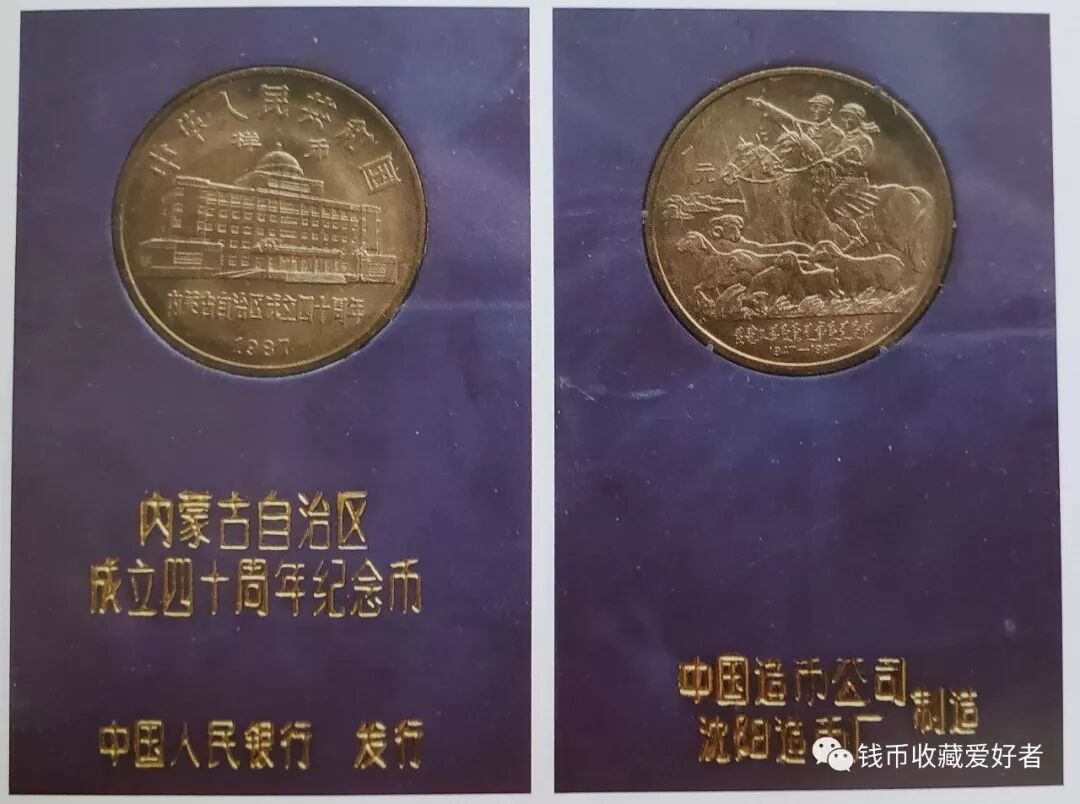 中华人民共和国
样币
内蒙古自治区成立四十周年
1987
内蒙古自治区
成立四十周年纪念币
中国人民银行 发行
1元
1947—1987
中国造币公司
沈阳造币厂
制造
钱币收藏爱好者